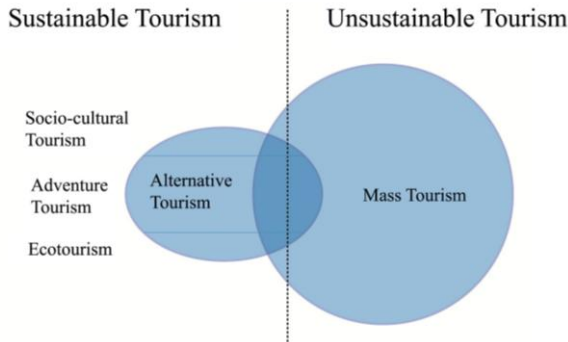 Sustainable Tourism
Unsustainable Tourism
Socio-cultural
Tourism
Adventure
Tourism
Ecotourism
Alternative
Tourism
Mass Tourism